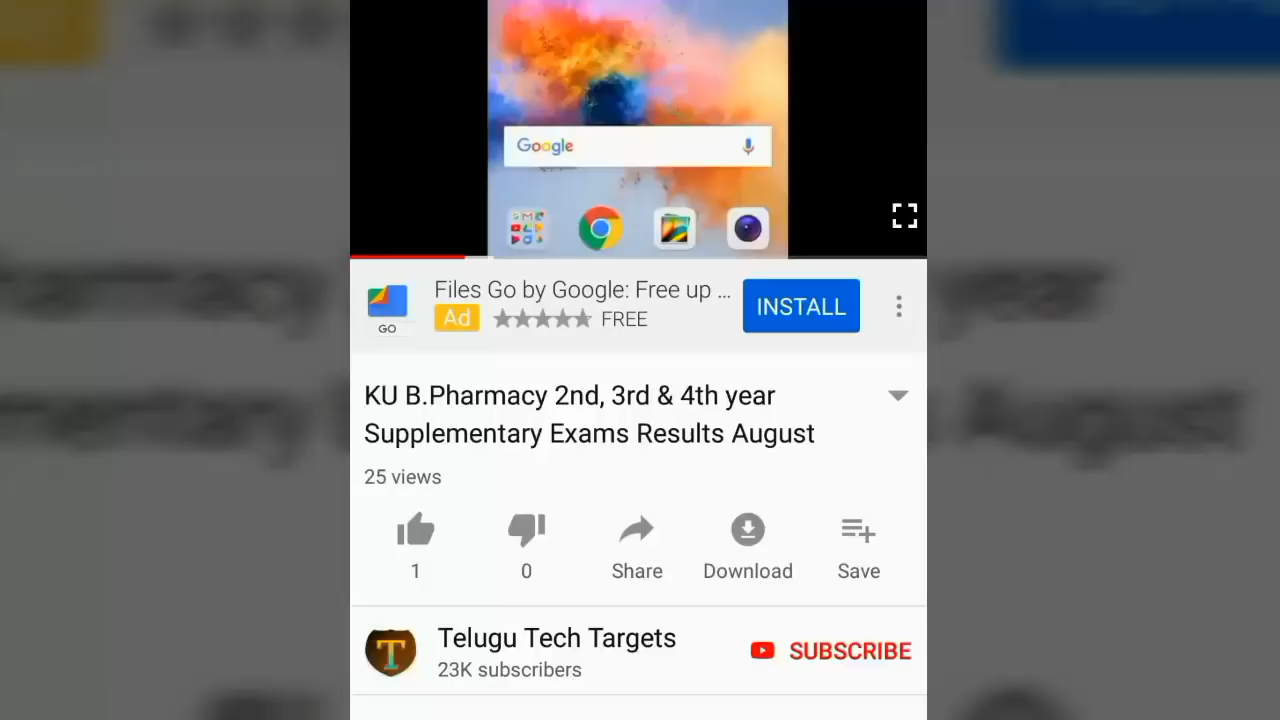 Google
Files Go by Google: Free up ...
GO
Ad
FREE
INSTALL
KU B.Pharmacy 2nd, 3rd & 4th year
Supplementary Exams Results August
25 views
1
0
Share
Download
Save
T
Telugu Tech Targets
23K subscribers
SUBSCRIBE